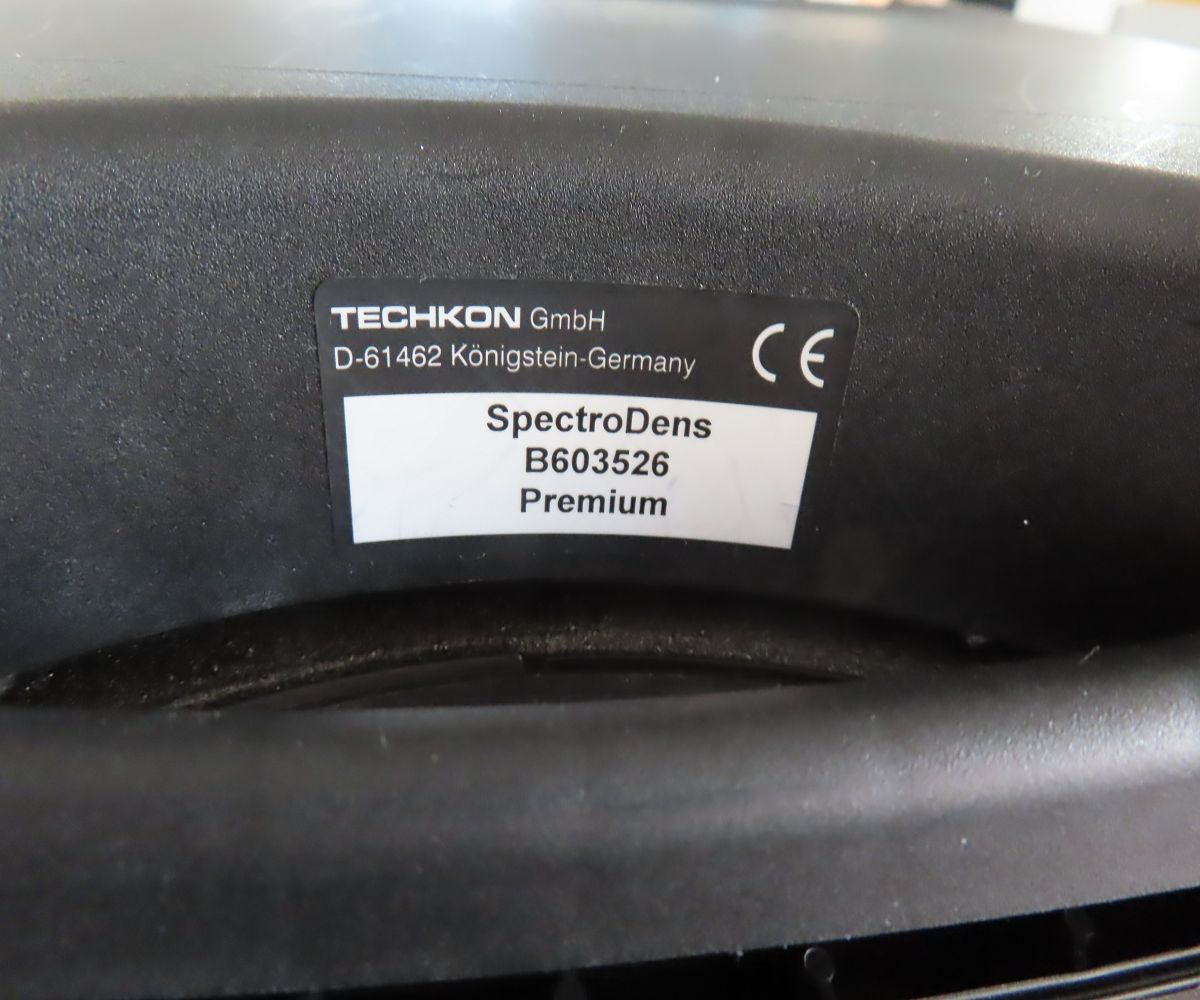 TECHKON GmbH
D-61462 Königstein-Germany
CE
SpectroDens
B603526
Premium